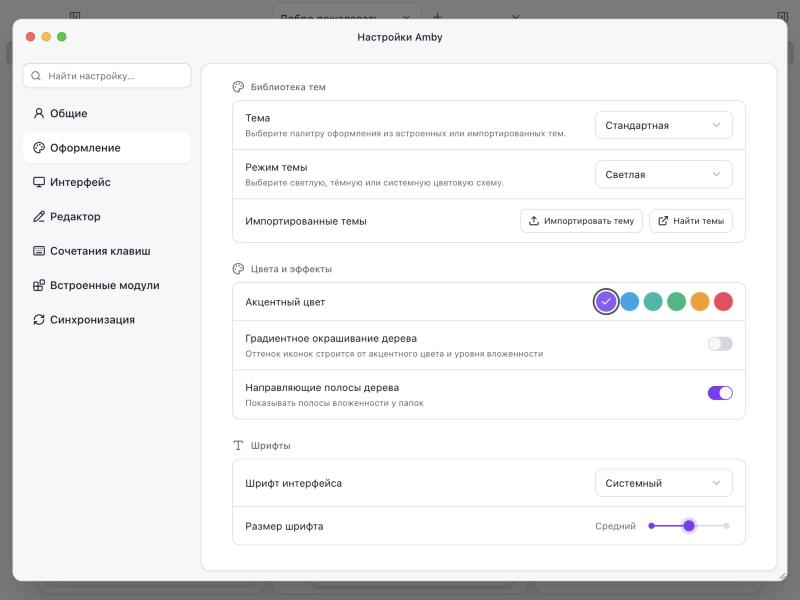 Добро пожаловать
Настройки Amby
Найти настройку...
Общие
Оформление
Интерфейс
Редактор
Сочетания клавиш
Встроенные модули
Синхронизация
Библиотека тем
Тема
Выберите палитру оформления из встроенных или импортированных тем.
Стандартная
Режим темы
Выберите светлую, тёмную или системную цветовую схему.
Светлая
Импортированные темы
Импортировать тему
Найти темы
Цвета и эффекты
Акцентный цвет
Градиентное окрашивание дерева
Оттенок иконок строится от акцентного цвета и уровня вложенности
Направляющие полосы дерева
Показывать полосы вложенности у папок
Шрифты
Шрифт интерфейса
Системный
Размер шрифта
Средний